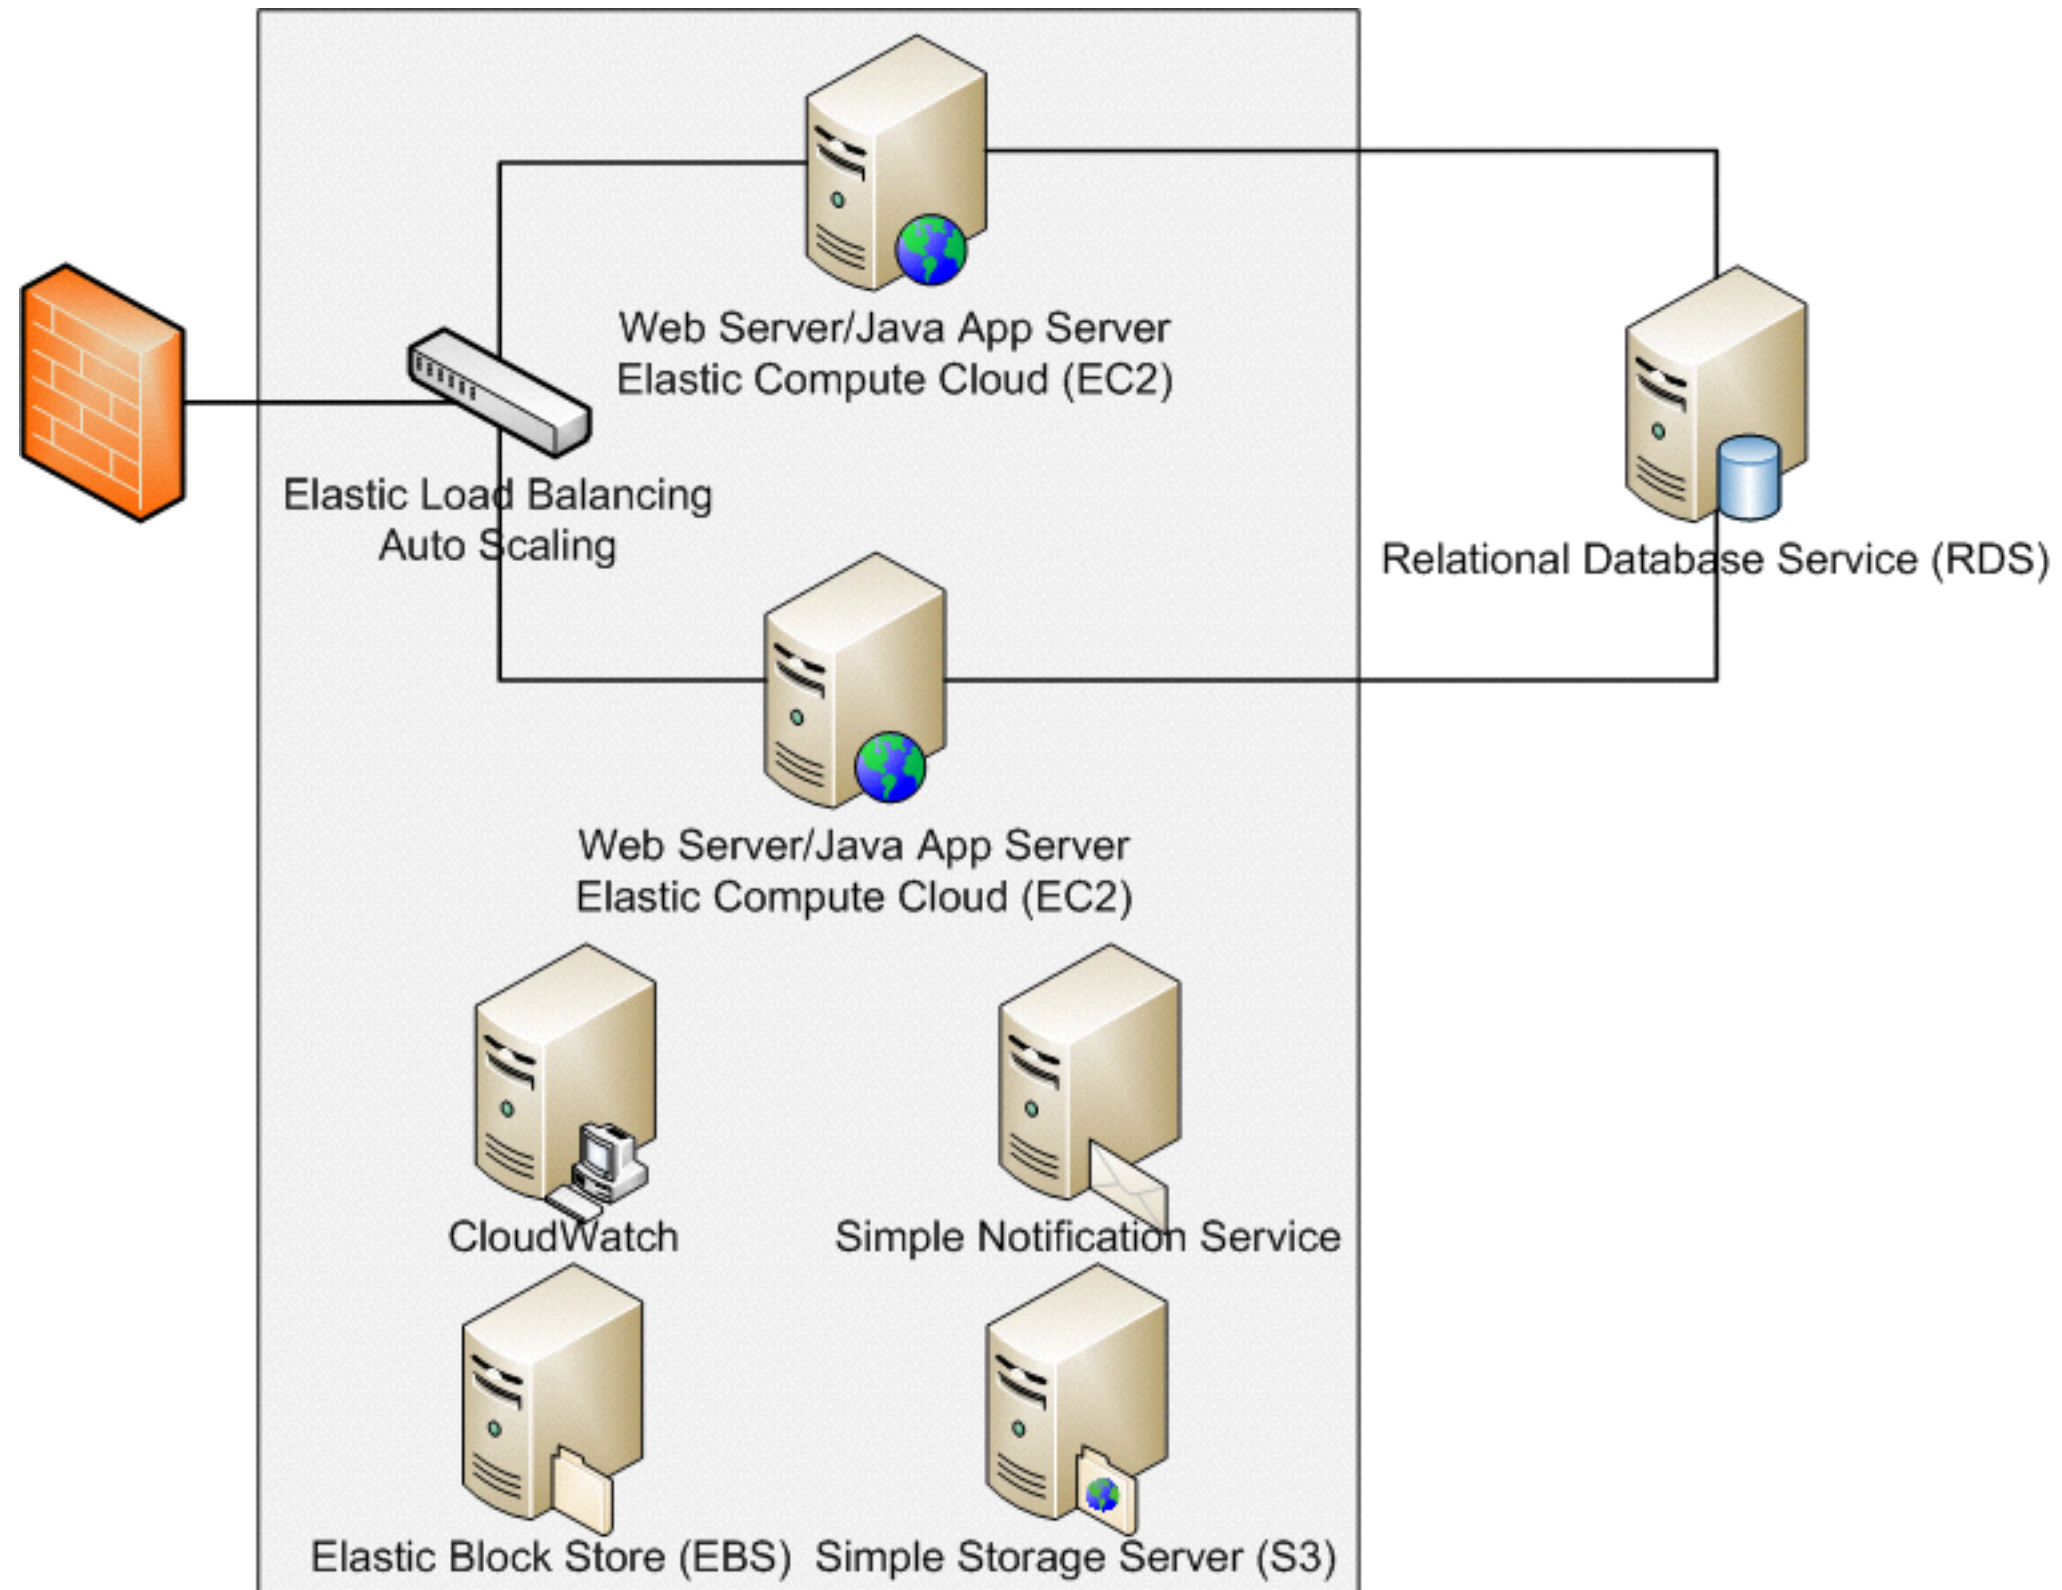 Web Server/Java App Server
Elastic Compute Cloud (EC2)
Elastic Load Balancing
Auto Scaling
Relational Database Service (RDS)
Web Server/Java App Server
Elastic Compute Cloud (EC2)
CloudWatch
Simple Notification Service
Elastic Block Store (EBS)
Simple Storage Server (S3)